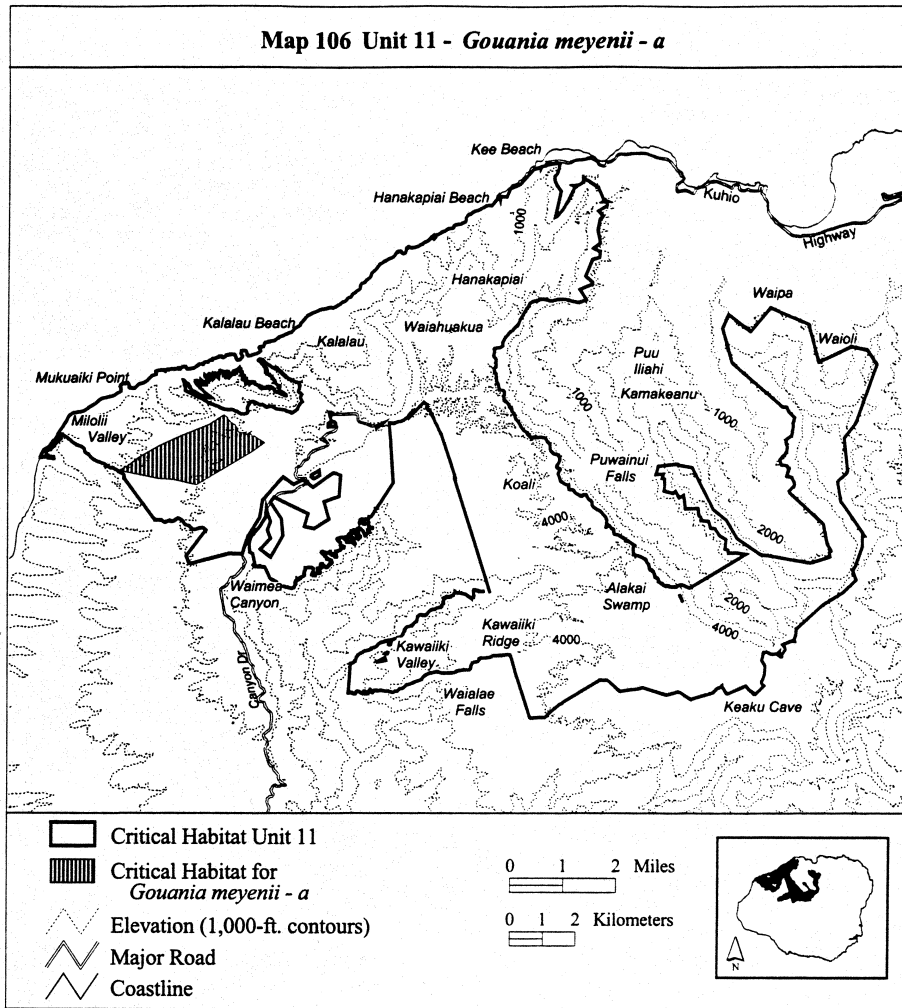 Map 106 Unit 11 - Gouania meyenii - a
Kee Beach
Hanakapiai Beach
Kuhio
Highway
1000
Hanakapiai
Waipa
Kalalau Beach
Waiahuakua
Kalalau
Waioli
Puu
Iliahi
Mukuaiki Point
Kamakeanu
1000
1000
Milolii
Valley
Puwainui
Falls
Koali
4000
2000
Waimea
Canyon
Alakai
Swamp
2000
4000
Kawaiiki
Ridge
4000
Kawaiiki
Valley
Canyon Dr
Waialae
Falls
Keaku Cave
Critical Habitat Unit 11
Critical Habitat for
Gouania meyenii - a
Elevation (1,000-ft. contours)
Major Road
Coastline
0 1 2 Miles
0 1 2 Kilometers
N